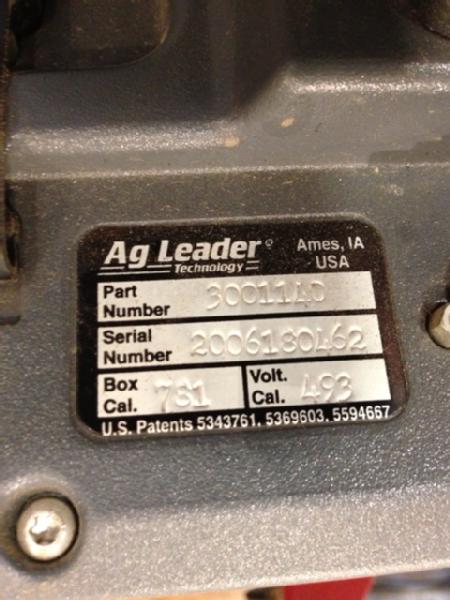 Ag Leader
Technology
Ames, IA
USA
Part
Number 3001140
Serial
Number 2006180462
Box
Cal. 781
Volt.
Cal. 493
U.S. Patents 5343761, 5369603, 5594667